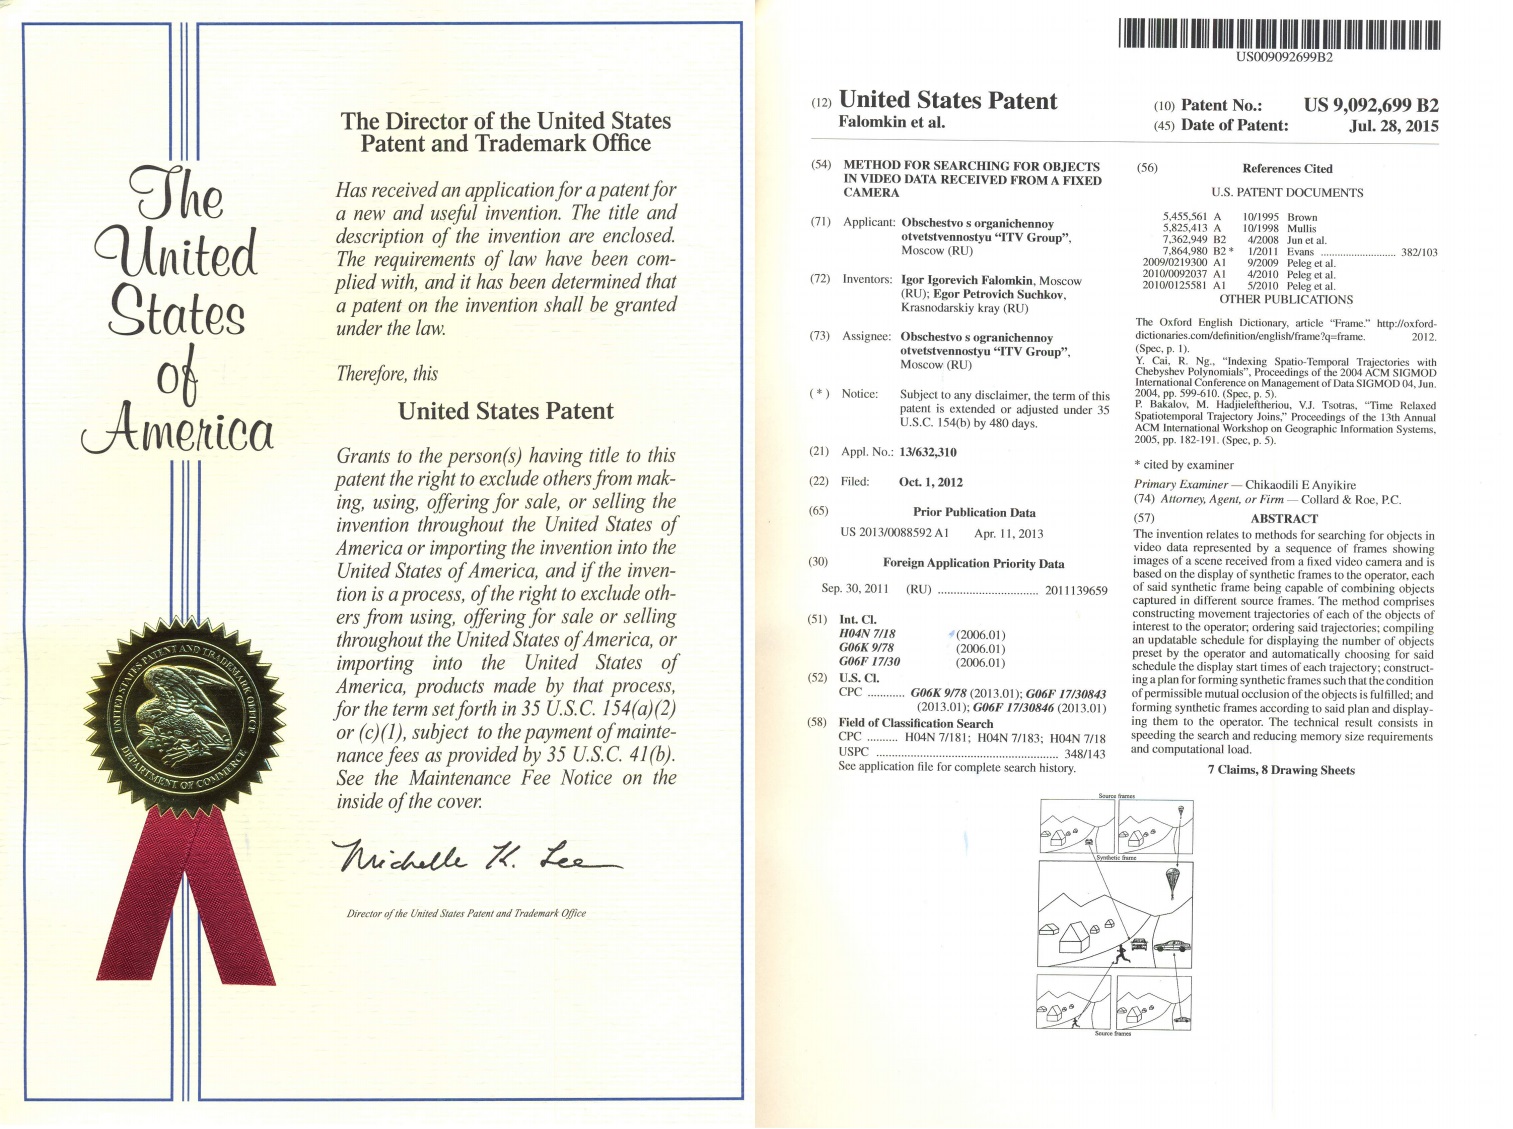 The
United
States
of
America
The Director of the United States
Patent and Trademark Office
Has received an application for a patent for
a new and useful invention. The title and
description of the invention are enclosed.
The requirements of law have been com-
plied with, and it has been determined that
a patent on the invention shall be granted
under the law.
Therefore, this
United States Patent
Grants to the person(s) having title to this
patent the right to exclude others from mak-
ing, using, offering for sale, or selling the
invention throughout the United States of
America or importing the invention into the
United States of America, and if the inven-
tion is a process, of the right to exclude oth-
ers from using, offering for sale or selling
throughout the United States of America, or
importing into the United States of
America, products made by that process,
for the term set forth in 35 U.S.C. 154(a)(2)
or (c)(1), subject to the payment of mainte-
nance fees as provided by 35 U.S.C. 41(b).
See the Maintenance Fee Notice on the
inside of the cover.
Michelle K. Lee
Director of the United States Patent and Trademark Office
UNITED STATES PATENT AND TRADEMARK OFFICE
DEPARTMENT OF COMMERCE
US009092699B2
(12) United States Patent
Falomkin et al.
(10) Patent No.: US 9,092,699 B2
(45) Date of Patent: Jul. 28, 2015
(54) METHOD FOR SEARCHING FOR OBJECTS
IN VIDEO DATA RECEIVED FROM A FIXED
CAMERA
(71) Applicant: Obschestvo s organichennoy
otvetstvennostyu “ITV Group”,
Moscow (RU)
(72) Inventors: Igor Igorevich Falomkin, Moscow
(RU); Egor Petrovich Suchkov,
Krasnodarskiy kray (RU)
(73) Assignee: Obschestvo s ogranichennoy
otvetstvennostyu “ITV Group”,
Moscow (RU)
( * ) Notice: Subject to any disclaimer, the term of this
patent is extended or adjusted under 35
U.S.C. 154(b) by 480 days.
(21) Appl. No.: 13/632,310
(22) Filed: Oct. 1, 2012
(65) Prior Publication Data
US 2013/0088592 A1 Apr. 11, 2013
(30) Foreign Application Priority Data
Sep. 30, 2011 (RU) ................................ 2011139659
(51) Int. Cl.
H04N 7/18 (2006.01)
G06K 9/78 (2006.01)
G06F 17/30 (2006.01)
(52) U.S. Cl.
CPC ............ G06K 9/78 (2013.01); G06F 17/30843
(2013.01); G06F 17/30846 (2013.01)
(58) Field of Classification Search
CPC .......... H04N 7/181; H04N 7/183; H04N 7/18
USPC .......................................................... 348/143
See application file for complete search history.
(56) References Cited
U.S. PATENT DOCUMENTS
5,455,561 A 10/1995 Brown
5,825,413 A 10/1998 Mullis
7,362,949 B2 4/2008 Jun et al.
7,864,980 B2 * 1/2011 Evans ........................... 382/103
2009/0219300 A1 9/2009 Peleg et al.
2010/0092037 A1 4/2010 Peleg et al.
2010/0125581 A1 5/2010 Peleg et al.
OTHER PUBLICATIONS
The Oxford English Dictionary, article “Frame.” http://oxford-
dictionaries.com/definition/english/frame?q=frame. 2012.
(Spec, p. 1).
Y. Cai, R. Ng., “Indexing Spatio-Temporal Trajectories with
Chebyshev Polynomials”, Proceedings of the 2004 ACM SIGMOD
International Conference on Management of Data SIGMOD 04, Jun.
2004, pp. 599-610. (Spec, p. 5).
P. Bakalov, M. Hadjieleftheriou, V.J. Tsotras, “Time Relaxed
Spatiotemporal Trajectory Joins,” Proceedings of the 13th Annual
ACM International Workshop on Geographic Information Systems,
2005, pp. 182-191. (Spec, p. 5).
* cited by examiner
Primary Examiner — Chikaodili E Anyikire
(74) Attorney, Agent, or Firm — Collard & Roe, P.C.
(57) ABSTRACT
The invention relates to methods for searching for objects in
video data represented by a sequence of frames showing
images of a scene received from a fixed video camera and is
based on the display of synthetic frames to the operator, each
of said synthetic frame being capable of combining objects
captured in different source frames. The method comprises
constructing movement trajectories of each of the objects of
interest to the operator; ordering said trajectories; compiling
an updatable schedule for displaying the number of objects
preset by the operator and automatically choosing for said
schedule the display start times of each trajectory; construct-
ing a plan for forming synthetic frames such that the condition
of permissible mutual occlusion of the objects is fulfilled; and
forming synthetic frames according to said plan and display-
ing them to the operator. The technical result consists in
speeding the search and reducing memory size requirements
and computational load.
7 Claims, 8 Drawing Sheets
Source frames
Synthetic frame
Source frames